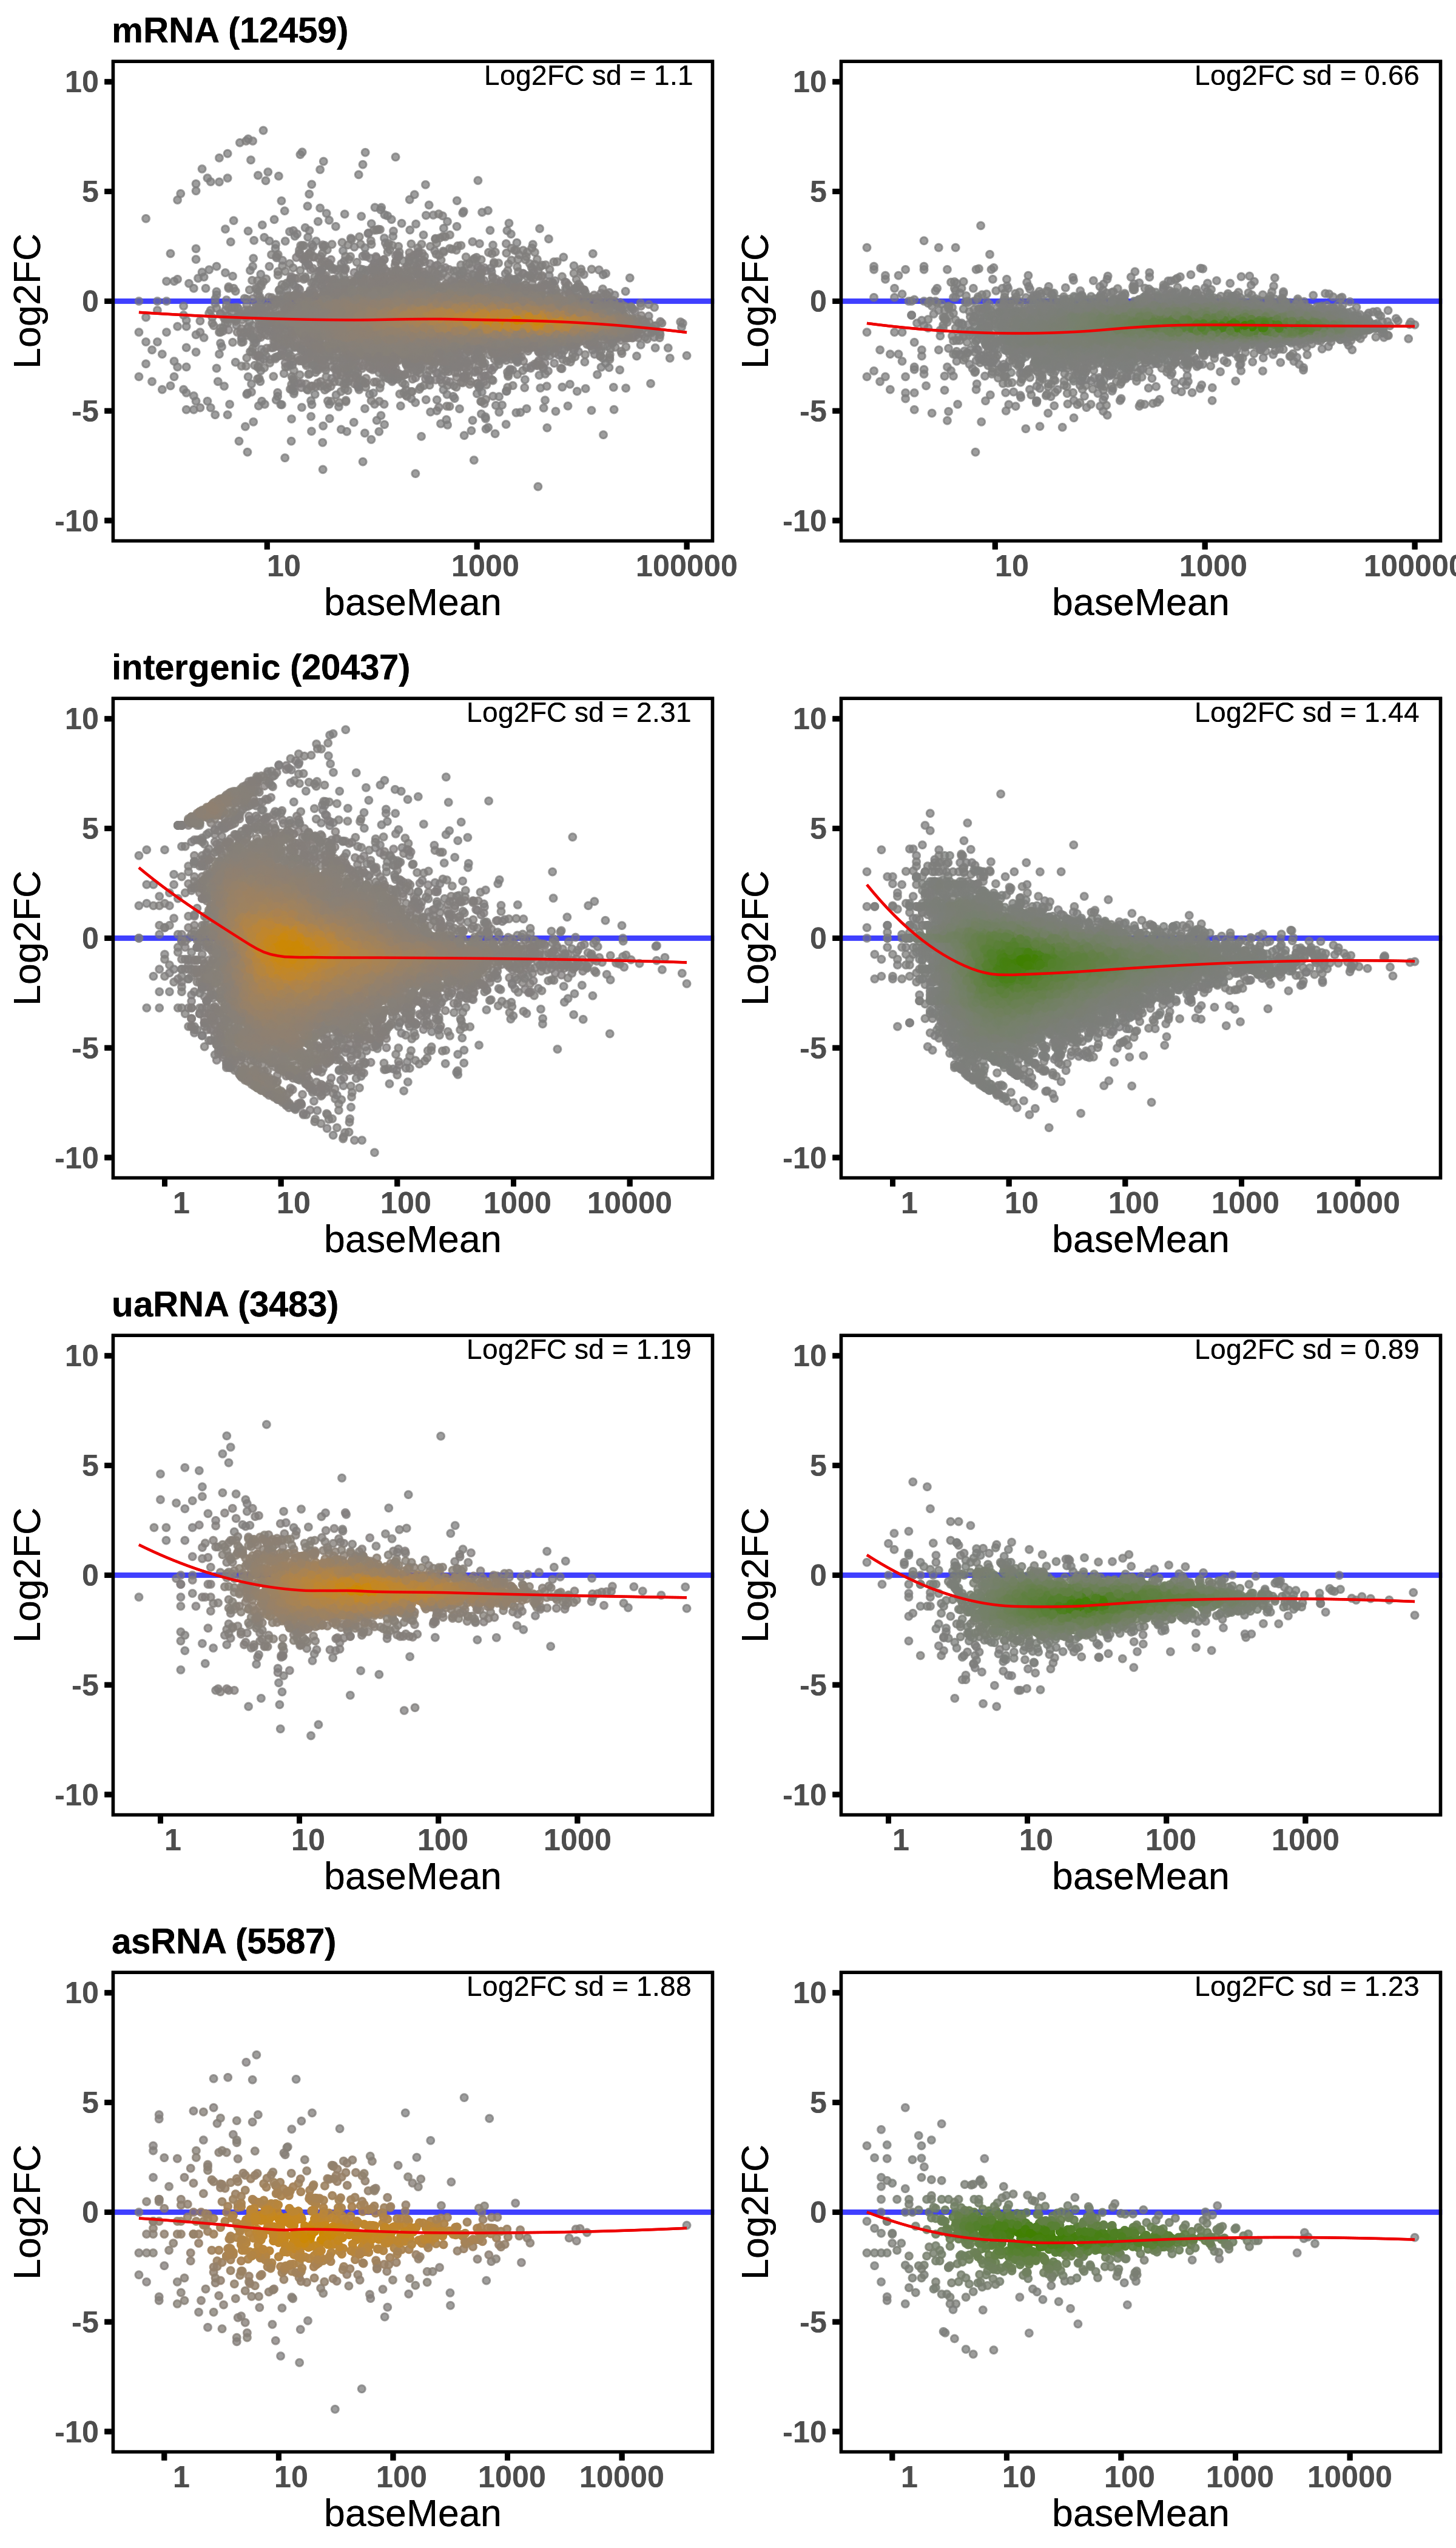 mRNA (12459)
Log2FC sd = 1.1
10
5
0
-5
-10
Log2FC
10 1000 100000
baseMean
Log2FC sd = 0.66
10
5
0
-5
-10
Log2FC
10 1000 100000
baseMean
intergenic (20437)
Log2FC sd = 2.31
10
5
0
-5
-10
Log2FC
1 10 100 1000 10000
baseMean
Log2FC sd = 1.44
10
5
0
-5
-10
Log2FC
1 10 100 1000 10000
baseMean
uaRNA (3483)
Log2FC sd = 1.19
10
5
0
-5
-10
Log2FC
1 10 100 1000
baseMean
Log2FC sd = 0.89
10
5
0
-5
-10
Log2FC
1 10 100 1000
baseMean
asRNA (5587)
Log2FC sd = 1.88
10
5
0
-5
-10
Log2FC
1 10 100 1000 10000
baseMean
Log2FC sd = 1.23
10
5
0
-5
-10
Log2FC
1 10 100 1000 10000
baseMean